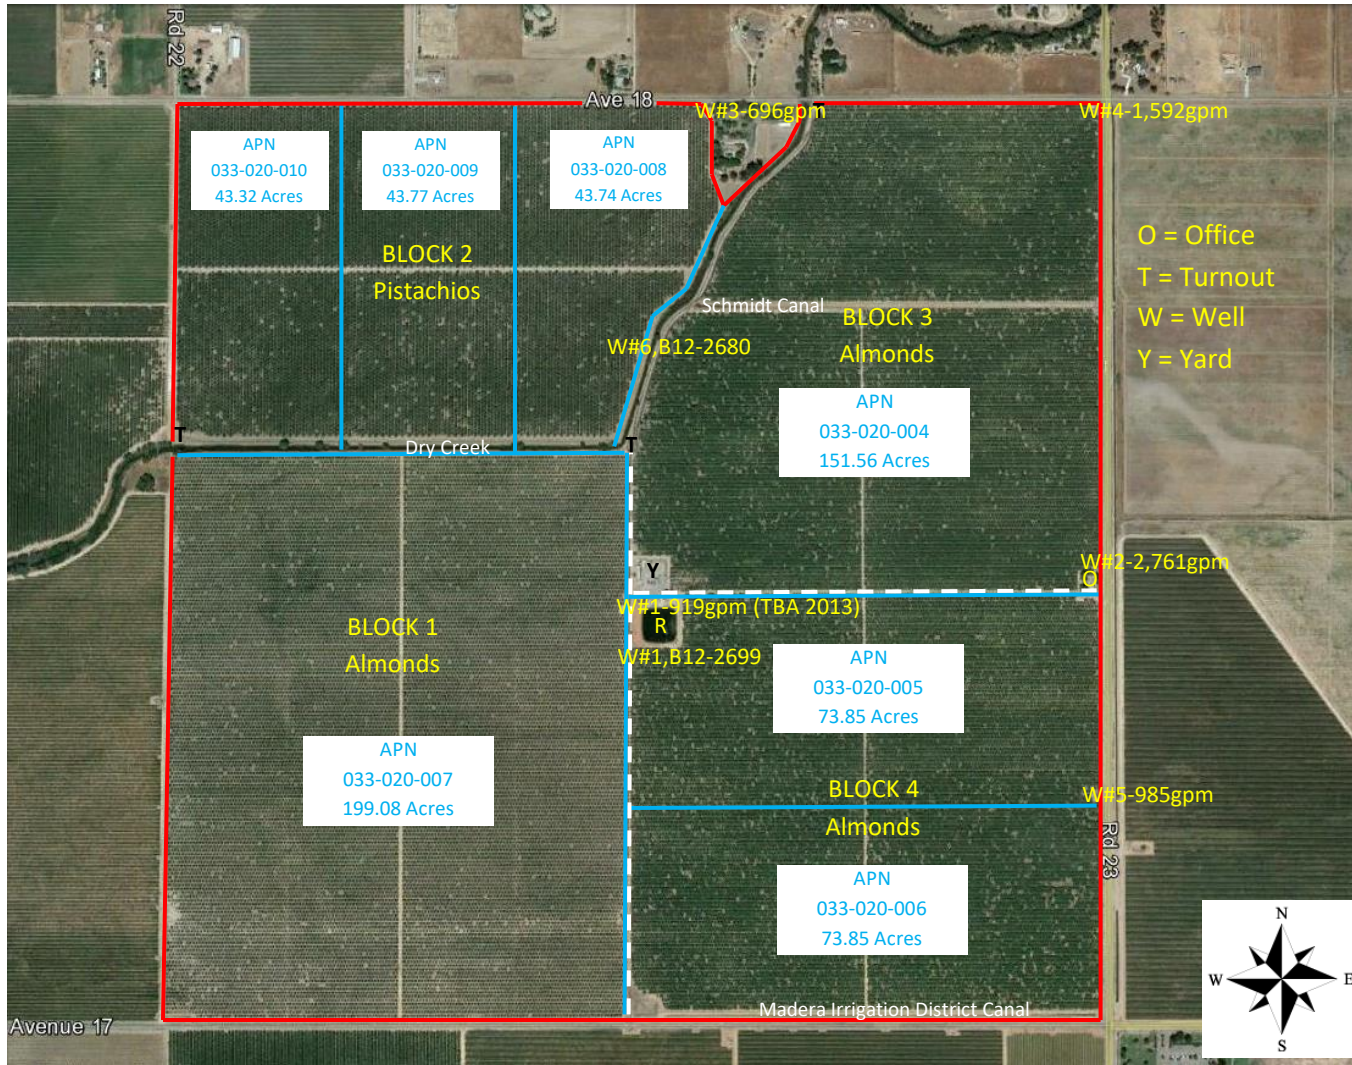 Rd 22
Ave 18
W#3-696gpm
T
W#4-1,592gpm
APN
033-020-010
43.32 Acres
APN
033-020-009
43.77 Acres
APN
033-020-008
43.74 Acres
BLOCK 2
Pistachios
O = Office
T = Turnout
W = Well
Y = Yard
Schmidt Canal
BLOCK 3
Almonds
W#6,B12-2680
APN
033-020-004
151.56 Acres
T
Dry Creek
T
W#2-2,761gpm
O
Y
W#1-919gpm (TBA 2013)
R
W#1,B12-2699
BLOCK 1
Almonds
APN
033-020-005
73.85 Acres
APN
033-020-007
199.08 Acres
BLOCK 4
Almonds
W#5-985gpm
Rd 23
APN
033-020-006
73.85 Acres
Madera Irrigation District Canal
Avenue 17
N
W
E
S